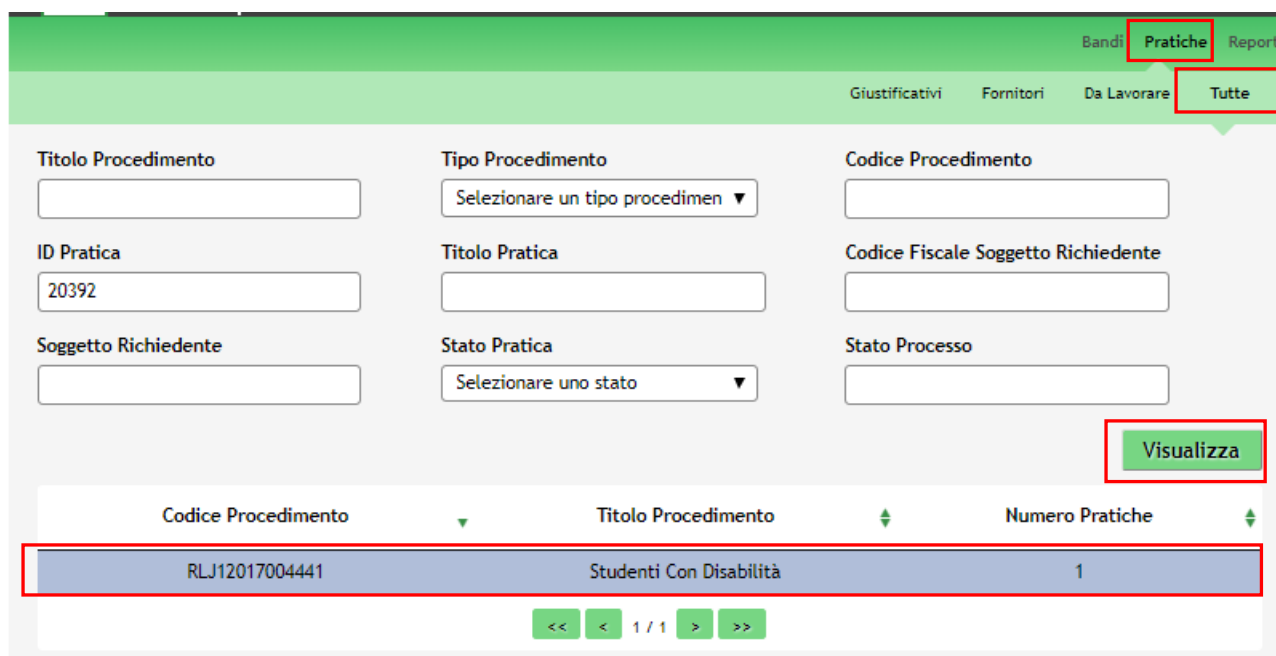 Bandi Pratiche Report
Giustificativi Fornitori Da Lavorare Tutte
Titolo Procedimento Tipo Procedimento Codice Procedimento
Selezionare un tipo procedimen ▼
ID Pratica Titolo Pratica Codice Fiscale Soggetto Richiedente
20392
Soggetto Richiedente Stato Pratica Stato Processo
Selezionare uno stato ▼
Visualizza
Codice Procedimento Titolo Procedimento Numero Pratiche
RLJ12017004441 Studenti Con Disabilità 1
<< < 1 / 1 > >>